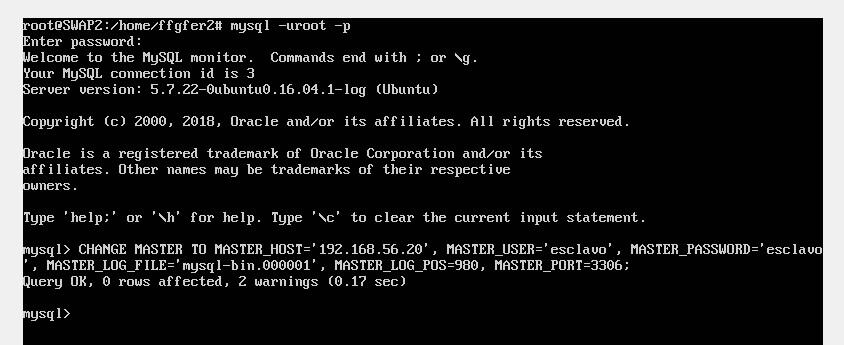 root@SWAP2:/home/ffgfer2# mysql -uroot -p
Enter password:
Welcome to the MySQL monitor.  Commands end with ; or \g.
Your MySQL connection id is 3
Server version: 5.7.22-0ubuntu0.16.04.1-log (Ubuntu)
Copyright (c) 2000, 2018, Oracle and/or its affiliates. All rights reserved.
Oracle is a registered trademark of Oracle Corporation and/or its
affiliates. Other names may be trademarks of their respective
owners.
Type 'help;' or '\h' for help. Type '\c' to clear the current input statement.
mysql> CHANGE MASTER TO MASTER_HOST='192.168.56.20', MASTER_USER='esclavo', MASTER_PASSWORD='esclavo
', MASTER_LOG_FILE='mysql-bin.000001', MASTER_LOG_POS=980, MASTER_PORT=3306;
Query OK, 0 rows affected, 2 warnings (0.17 sec)
mysql>